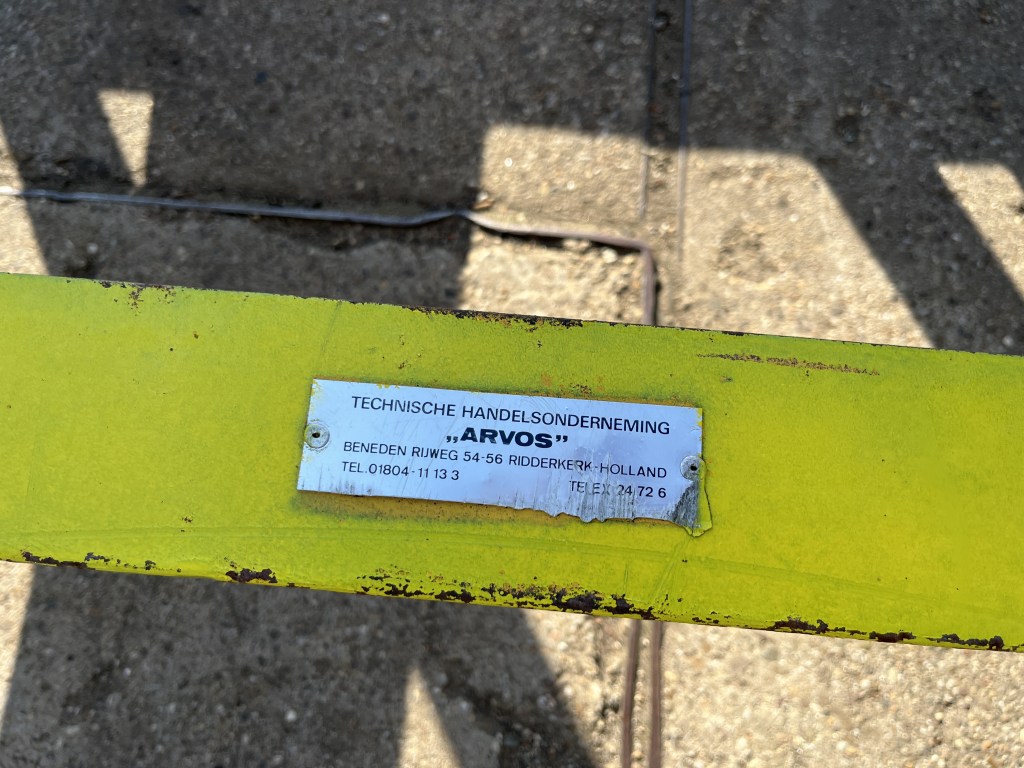 TECHNISCHE HANDELSONDERNEMING
„ARVOS”
BENEDEN RIJWEG 54-56 RIDDERKERK-HOLLAND
TEL.01804-11 13 3
TELEX 24 72 6